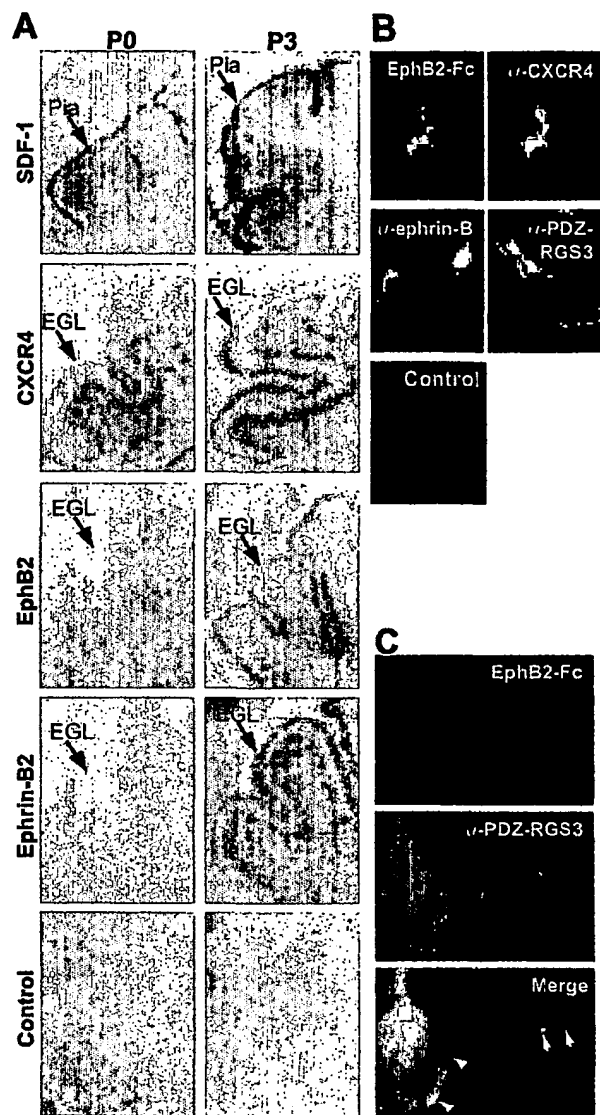 A
P0
P3
SDF-1
Pia
Pia
CXCR4
EGL
EGL
EphB2
EGL
EGL
Ephrin-B2
EGL
EGL
Control
B
EphB2-Fc
α-CXCR4
α-ephrin-B
α-PDZ-
RGS3
Control
C
EphB2-Fc
α-PDZ-RGS3
Merge